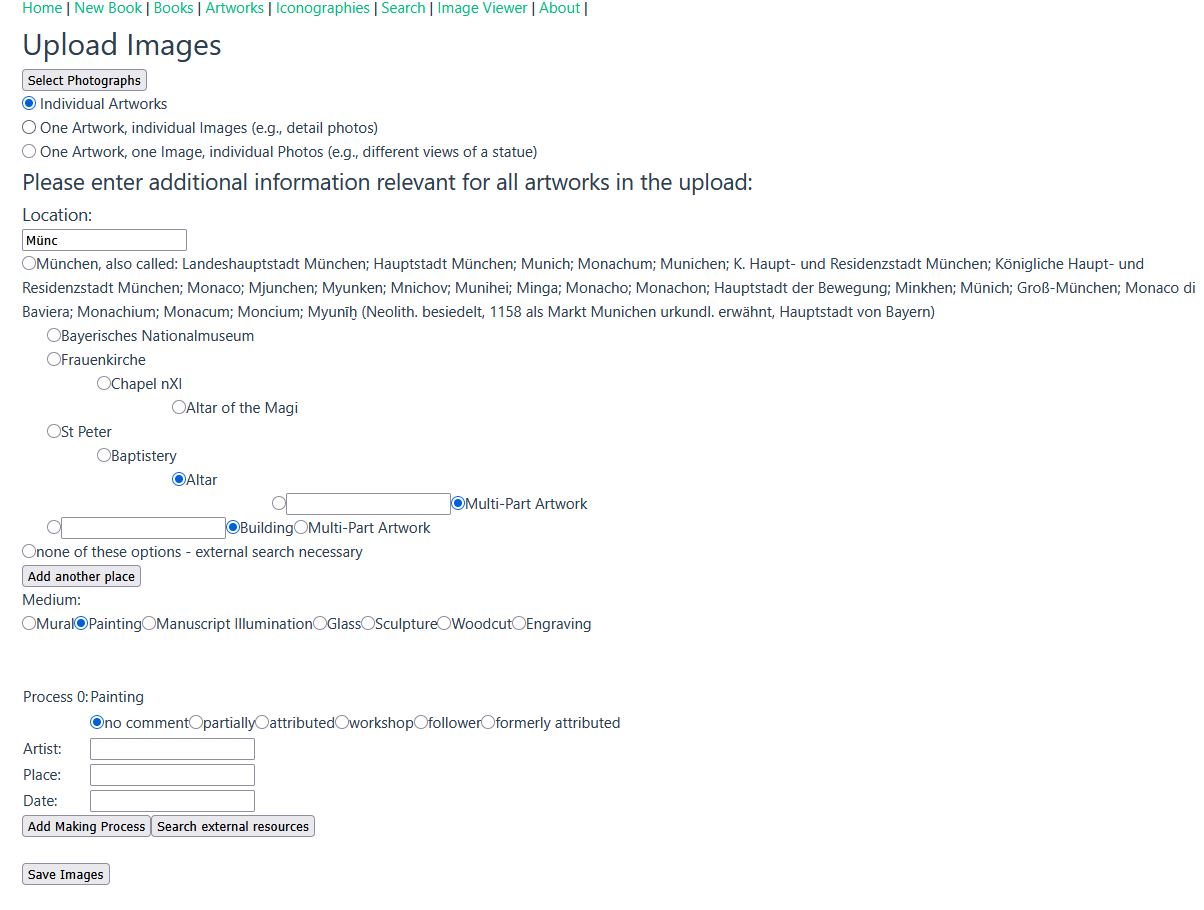 Home | New Book | Books | Artworks | Iconographies | Search | Image Viewer | About |
Upload Images
Select Photographs
Individual Artworks
One Artwork, individual Images (e.g., detail photos)
One Artwork, one Image, individual Photos (e.g., different views of a statue)
Please enter additional information relevant for all artworks in the upload:
Location:
Münc
München, also called: Landeshauptstadt München; Hauptstadt München; Munich; Monachum; Munichen; K. Haupt- und Residenzstadt München; Königliche Haupt- und
Residenzstadt München; Monaco; Mjunchen; Myunken; Mnichov; Munihei; Minga; Monacho; Monachon; Hauptstadt der Bewegung; Minkhen; Münich; Groß-München; Monaco di
Baviera; Monachium; Monacum; Moncium; Myunīḫ (Neolith. besiedelt, 1158 als Markt Munichen urkundl. erwähnt, Hauptstadt von Bayern)
Bayerisches Nationalmuseum
Frauenkirche
Chapel nXI
Altar of the Magi
St Peter
Baptistery
Altar
Multi-Part Artwork
Building Multi-Part Artwork
none of these options - external search necessary
Add another place
Medium:
Mural Painting Manuscript Illumination Glass Sculpture Woodcut Engraving
Process 0: Painting
no comment partially attributed workshop follower formerly attributed
Artist:
Place:
Date:
Add Making Process Search external resources
Save Images